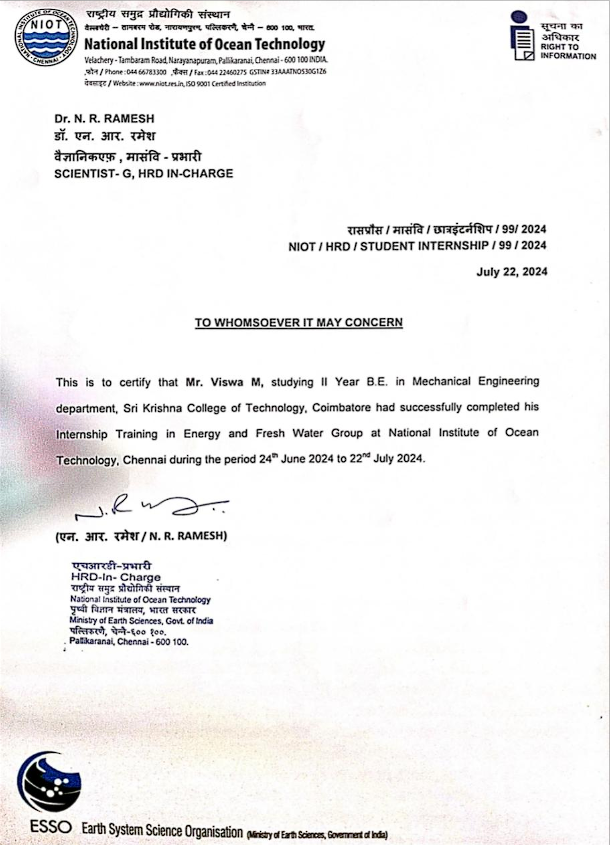 NIOT
NATIONAL INSTITUTE OF OCEAN TECHNOLOGY
- CHENNAI -
राष्ट्रीय समुद्र प्रौद्योगिकी संस्थान
वेलच्चेरी – ताम्बरम रोड, नारायणपुरम, पल्लिकरणै, चेन्नै – 600 100, भारत.
National Institute of Ocean Technology
Velachery - Tambaram Road, Narayanapuram, Pallikaranai, Chennai - 600 100 INDIA.
फोन / Phone : 044 66783300 फ़ैक्स / Fax : 044 22460275 GSTIN# 33AAATN0530G1Z6
वेबसाइट / Website : www.niot.res.in, ISO 9001 Certified Institution
सूचना का
अधिकार
RIGHT TO
INFORMATION
Dr. N. R. RAMESH
डॉ. एन. आर. रमेश
वैज्ञानिकएफ़ , मासंवि - प्रभारी
SCIENTIST- G, HRD IN-CHARGE
रासप्रौस / मासंवि / छात्रइंटर्नशिप / 99/ 2024
NIOT / HRD / STUDENT INTERNSHIP / 99 / 2024
July 22, 2024
TO WHOMSOEVER IT MAY CONCERN
This is to certify that Mr. Viswa M, studying II Year B.E. in Mechanical Engineering
department, Sri Krishna College of Technology, Coimbatore had successfully completed his
Internship Training in Energy and Fresh Water Group at National Institute of Ocean
Technology, Chennai during the period 24th June 2024 to 22nd July 2024.
(एन. आर. रमेश / N. R. RAMESH)
एचआरडी-प्रभारी
HRD-In- Charge
राष्ट्रीय समुद्र प्रौद्योगिकी संस्थान
National Institute of Ocean Technology
पृथ्वी विज्ञान मंत्रालय, भारत सरकार
Ministry of Earth Sciences, Govt. of India
पल्लिकरणै, चेन्नै-६०० १००.
Pallikaranai, Chennai - 600 100.
ESSO Earth System Science Organisation (Ministry of Earth Sciences, Government of India)